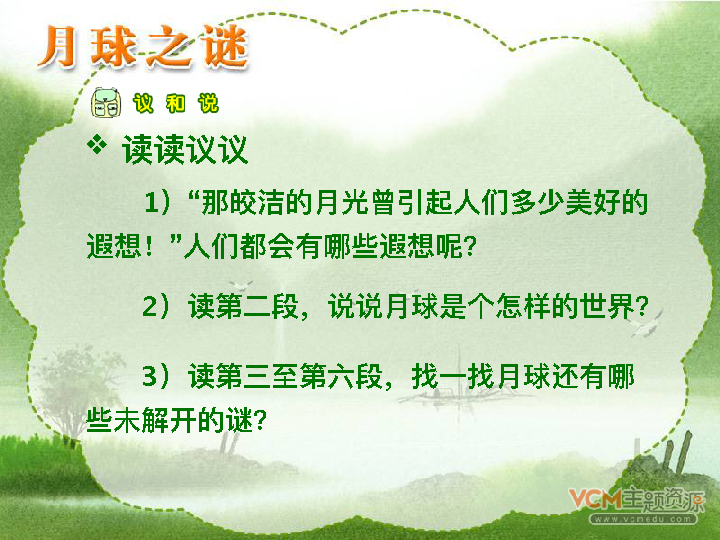 月球之谜
议和说
❖ 读读议议
1）“那皎洁的月光曾引起人们多少美好的
遐想！”人们都会有哪些遐想呢？
2）读第二段，说说月球是个怎样的世界？
3）读第三至第六段，找一找月球还有哪
些未解开的谜？
VCM主题资源
www.vcmedu.com